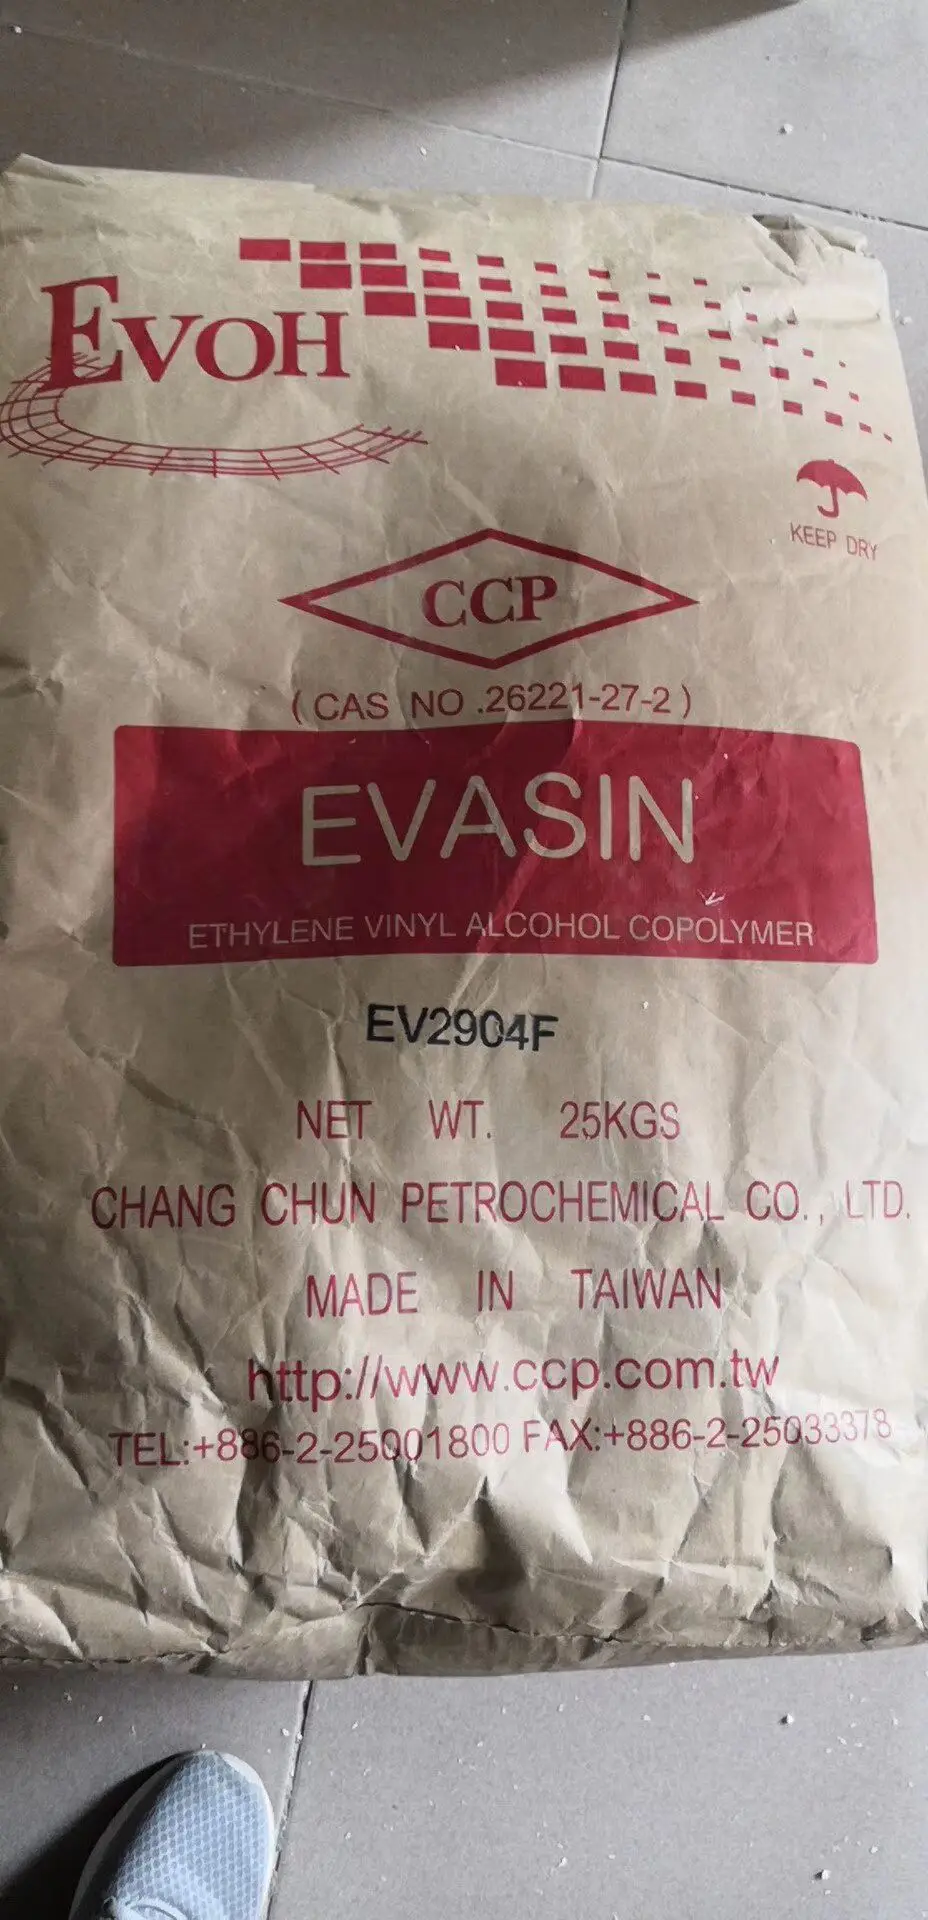 EVOH
KEEP DRY
CCP
( CAS NO .26221-27-2 )
EVASIN
ETHYLENE VINYL ALCOHOL COPOLYMER
EV2904F
NET WT. 25KGS
CHANG CHUN PETROCHEMICAL CO., LTD.
MADE IN TAIWAN
http://www.ccp.com.tw
TEL:+886-2-25001800 FAX:+886-2-25033378